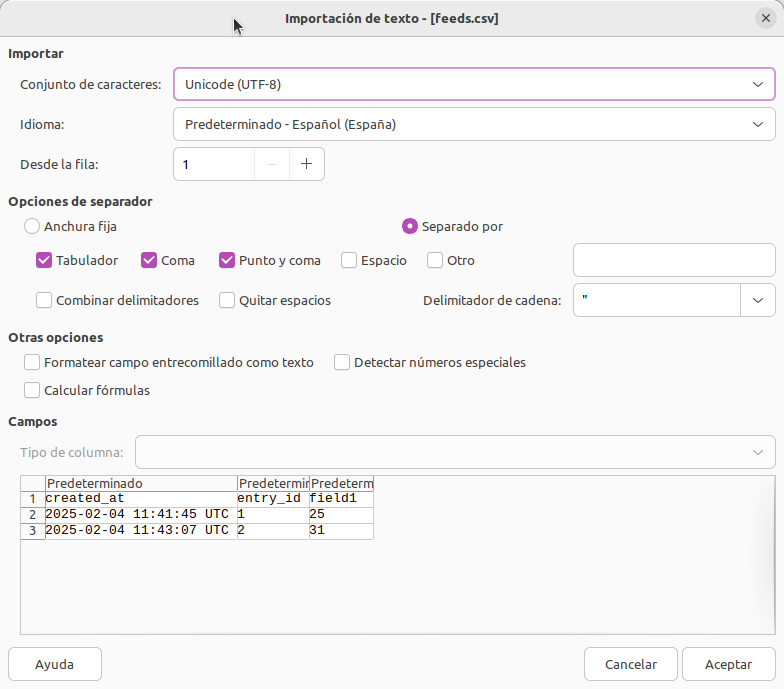 Importación de texto - [feeds.csv]
Importar
Conjunto de caracteres: Unicode (UTF-8)
Idioma: Predeterminado - Español (España)
Desde la fila: 1
Opciones de separador
Anchura fija Separado por
Tabulador Coma Punto y coma Espacio Otro
Combinar delimitadores Quitar espacios Delimitador de cadena: "
Otras opciones
Formatear campo entrecomillado como texto Detectar números especiales
Calcular fórmulas
Campos
Tipo de columna:
Predeterminado Predetermin Predeterm
1 created_at entry_id field1
2 2025-02-04 11:41:45 UTC 1 25
3 2025-02-04 11:43:07 UTC 2 31
Ayuda Cancelar Aceptar